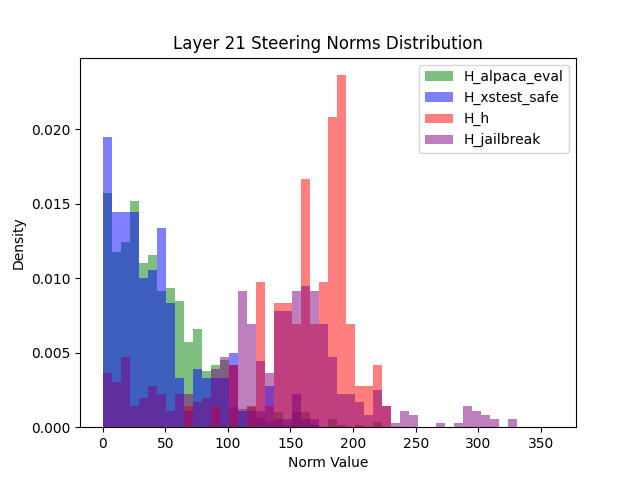 Layer 21 Steering Norms Distribution
H_alpaca_eval
H_xstest_safe
H_h
H_jailbreak
0.020
0.015
0.010
0.005
0.000
Density
0 50 100 150 200 250 300 350
Norm Value